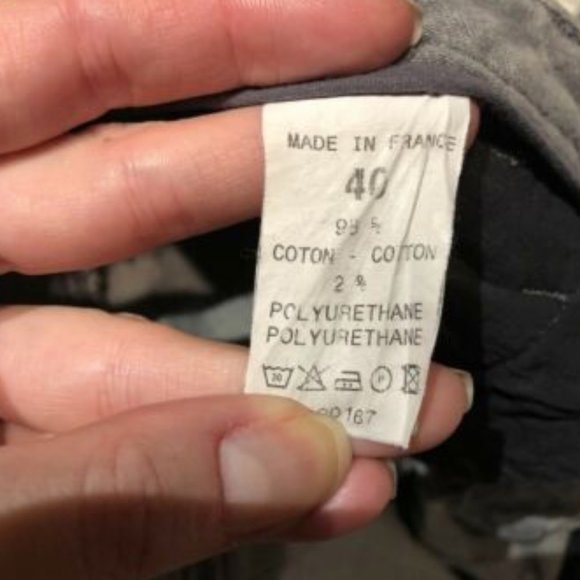 MADE IN FRANCE
40
98 %
COTON - COTTON
2 %
POLYURETHANE
POLYURETHANE